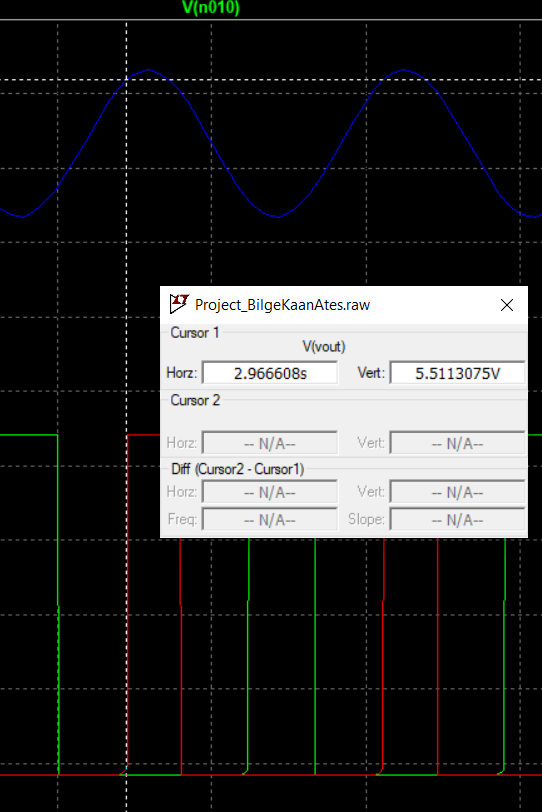 V(n010)
Project_BilgeKaanAtes.raw
Cursor 1
V(vout)
Horz: 2.966608s Vert: 5.5113075V
Cursor 2
Horz: -- N/A-- Vert: -- N/A--
Diff (Cursor2 - Cursor1)
Horz: -- N/A-- Vert: -- N/A--
Freq: -- N/A-- Slope: -- N/A--